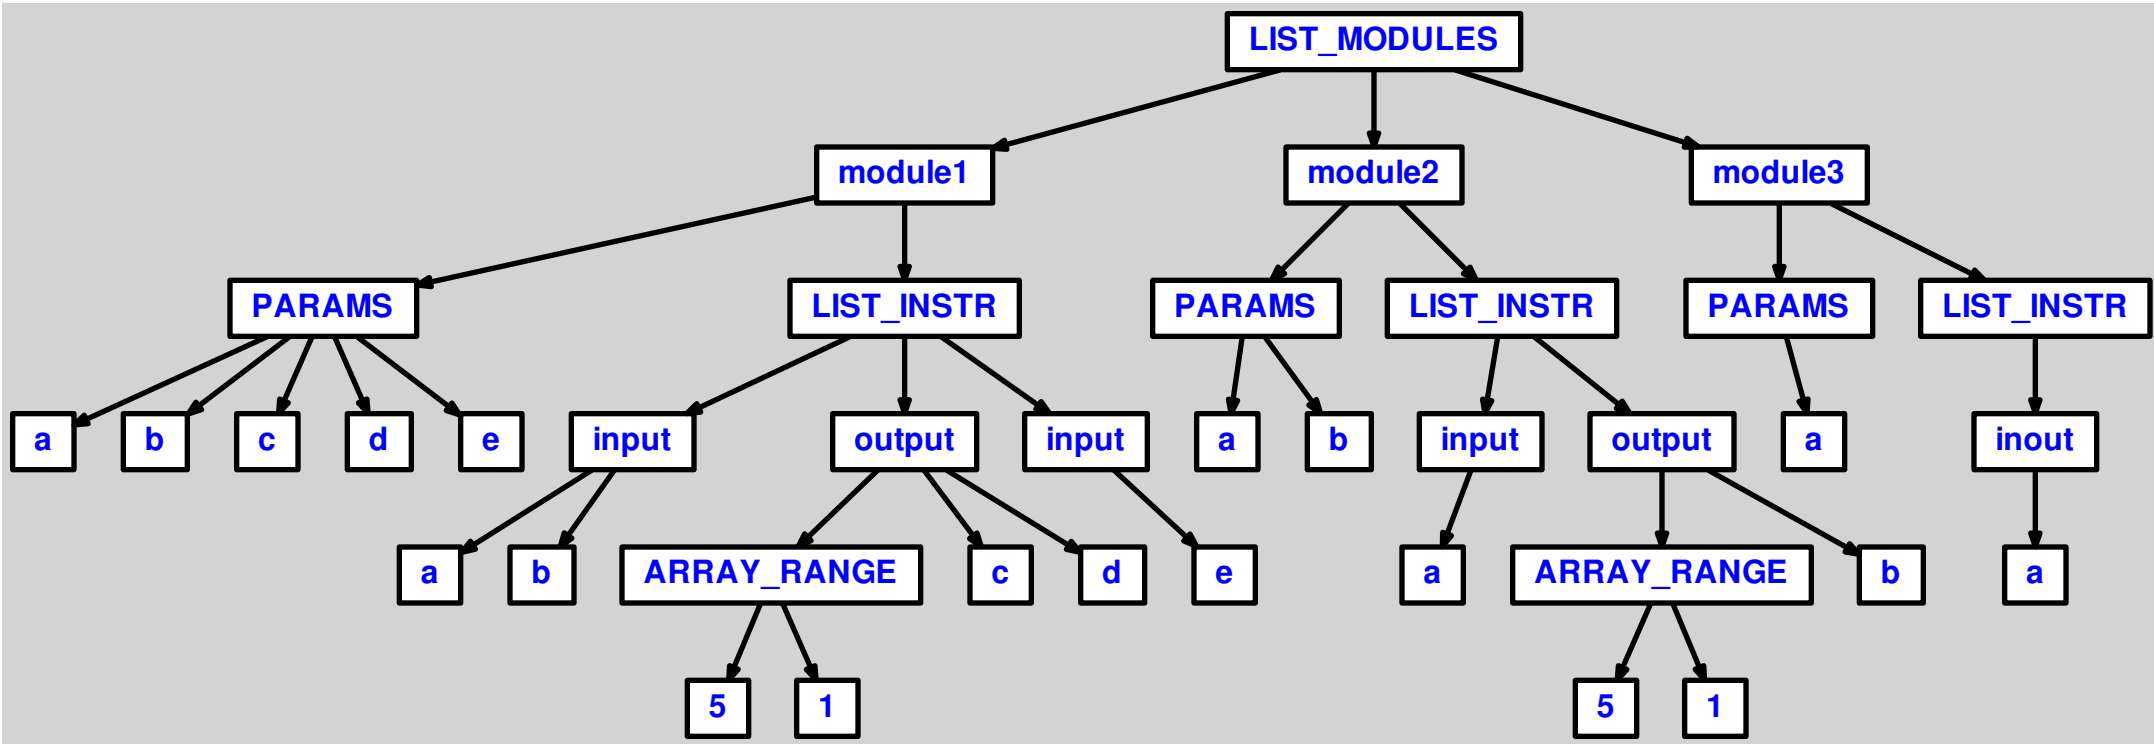 LIST_MODULES
module1 module2 module3
PARAMS LIST_INSTR PARAMS LIST_INSTR PARAMS LIST_INSTR
a b c d e input output input a b input output a inout
a b ARRAY_RANGE c d e a ARRAY_RANGE b a
5 1 5 1